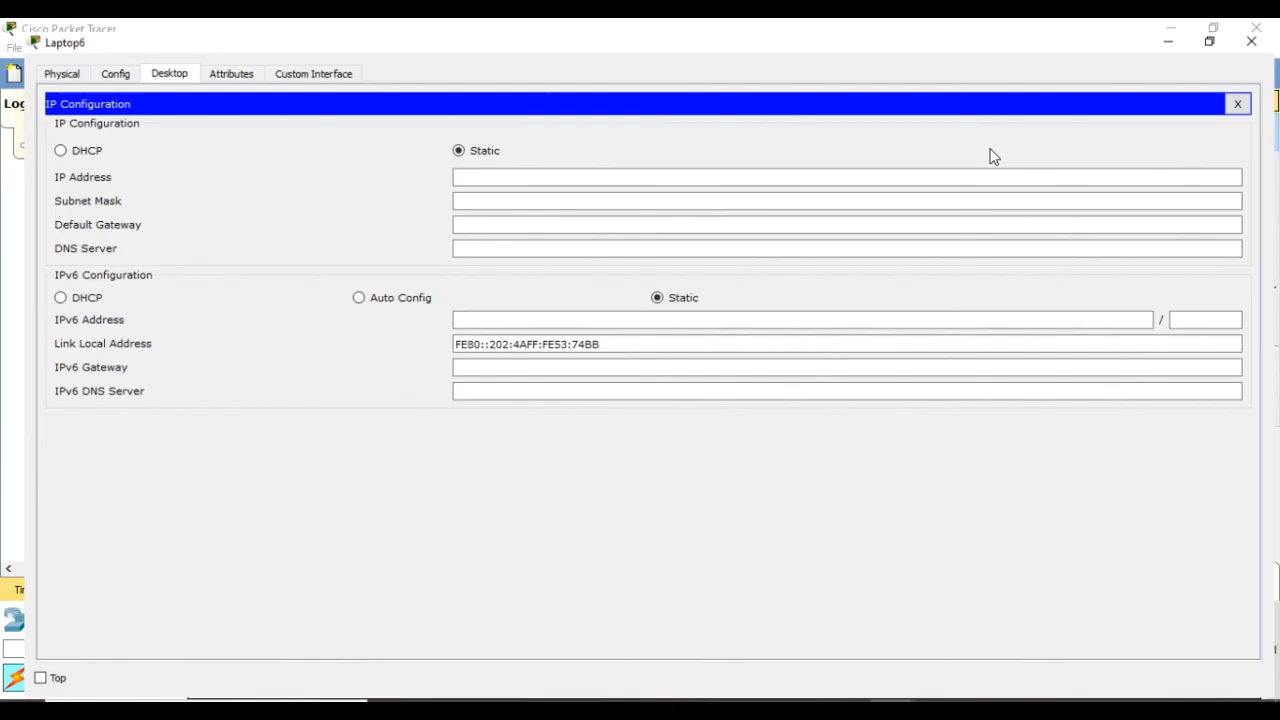 Cisco Packet Tracer
File
Laptop6
Physical Config Desktop Attributes Custom Interface
Log
IP Configuration X
IP Configuration
DHCP Static
IP Address
Subnet Mask
Default Gateway
DNS Server
IPv6 Configuration
DHCP Auto Config Static
IPv6 Address /
Link Local Address FE80::202:4AFF:FE53:74BB
IPv6 Gateway
IPv6 DNS Server
Top